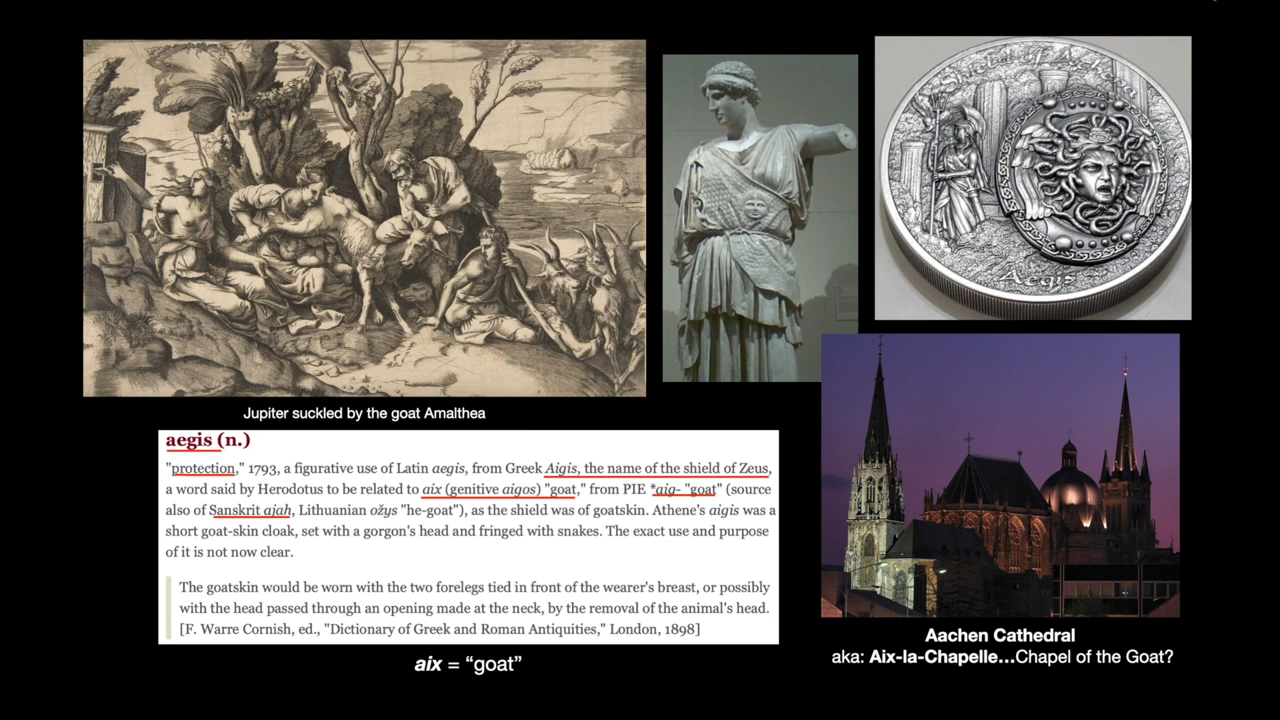 Shield of Athena
Aegis
Jupiter suckled by the goat Amalthea
aegis (n.)
"protection," 1793, a figurative use of Latin aegis, from Greek Aigis, the name of the shield of Zeus,
a word said by Herodotus to be related to aix (genitive aigos) "goat," from PIE *aig- "goat" (source
also of Sanskrit ajah, Lithuanian ožys "he-goat"), as the shield was of goatskin. Athene's aigis was a
short goat-skin cloak, set with a gorgon's head and fringed with snakes. The exact use and purpose
of it is not now clear.
The goatskin would be worn with the two forelegs tied in front of the wearer's breast, or possibly
with the head passed through an opening made at the neck, by the removal of the animal's head.
[F. Warre Cornish, ed., "Dictionary of Greek and Roman Antiquities," London, 1898]
aix = “goat”
Aachen Cathedral
aka: Aix-la-Chapelle...Chapel of the Goat?